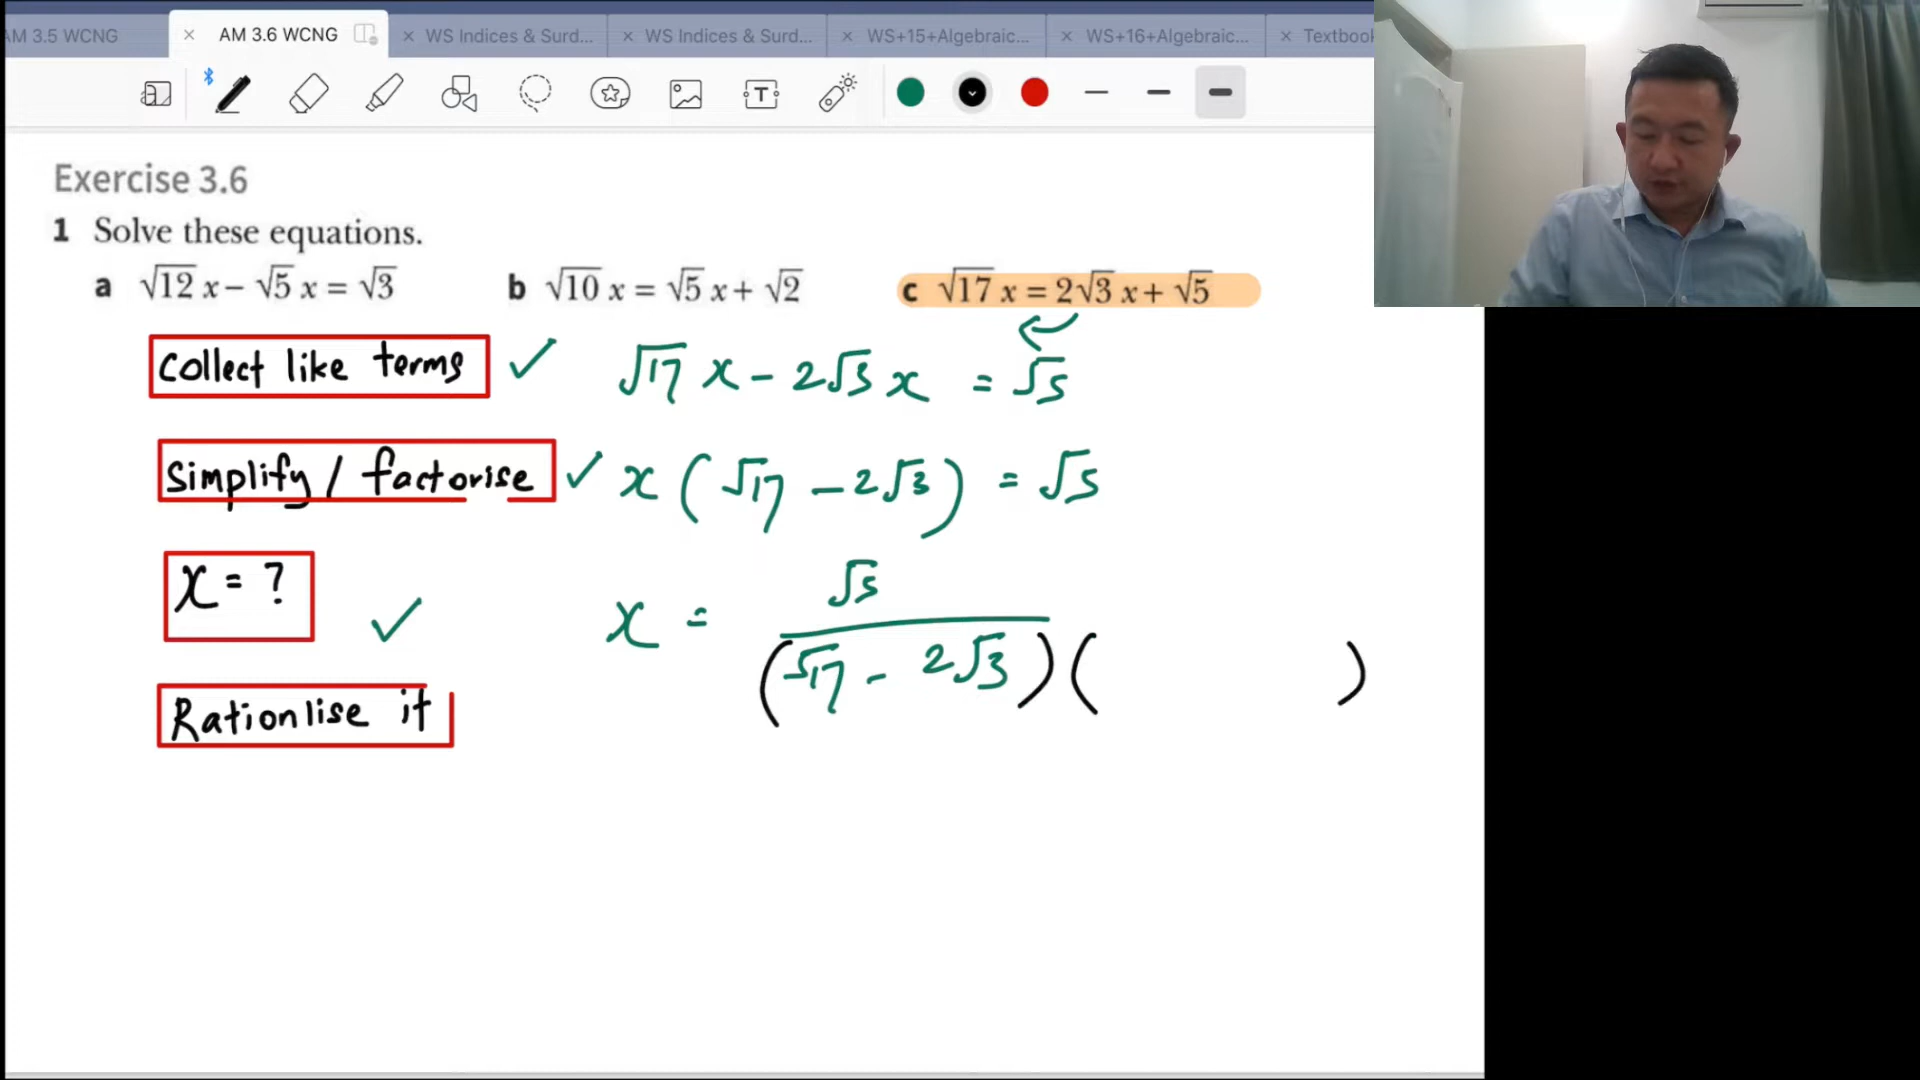 AM 3.5 WCNG × AM 3.6 WCNG × WS Indices & Surd... × WS Indices & Surd... × WS+15+Algebraic... × WS+16+Algebraic... × Textbook
Exercise 3.6
1 Solve these equations.
a √12 x − √5 x = √3 b √10 x = √5 x + √2 c √17 x = 2√3 x + √5
Collect like terms ✓ √17 x − 2√3 x = √5
Simplify / factorise ✓ x (√17 − 2√3) = √5
x = ? ✓ x = √5
(√17 − 2√3) ( )
Rationlise it